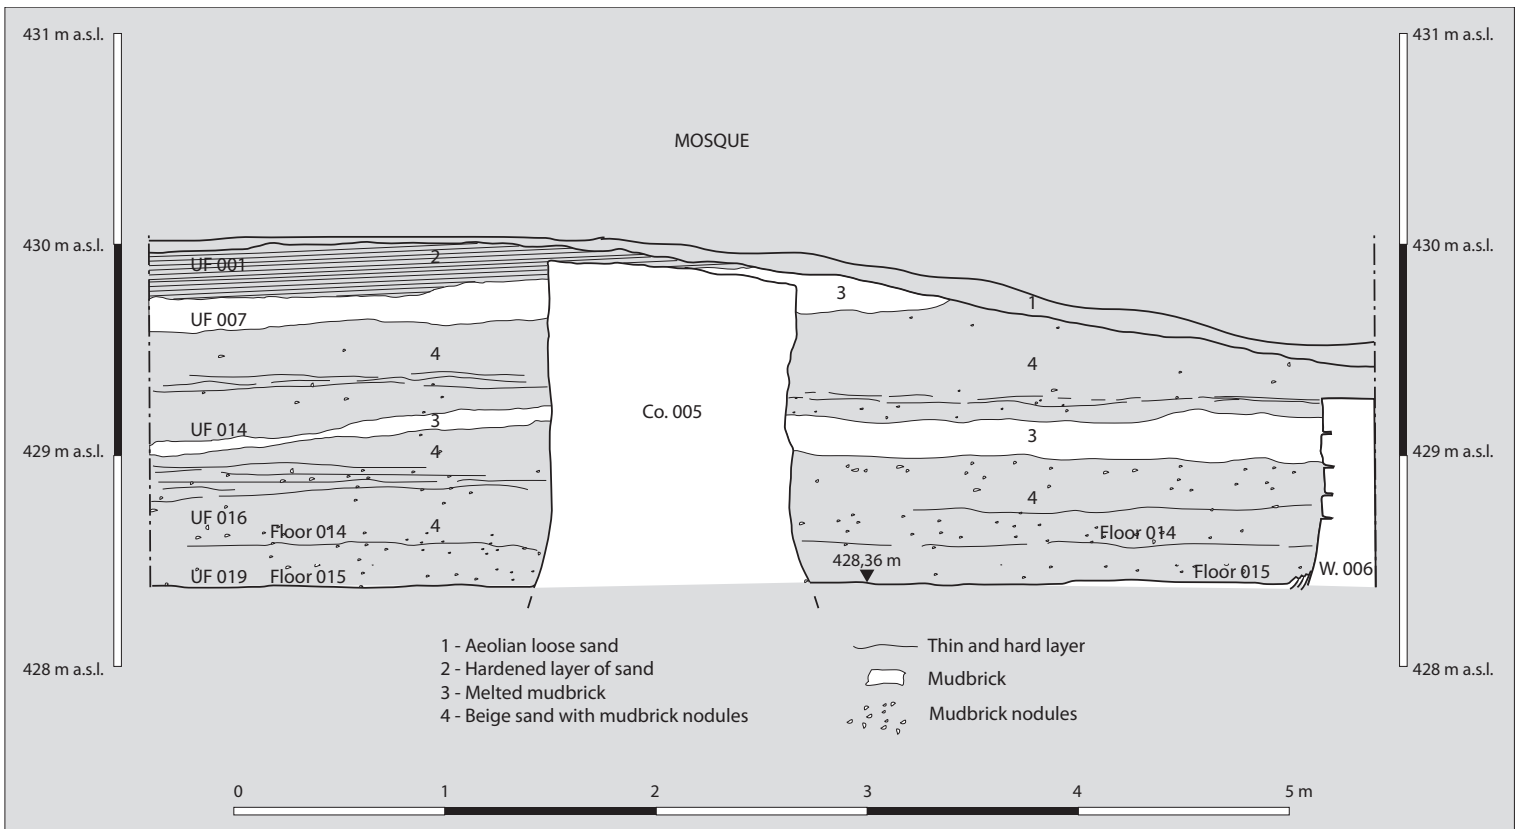 431 m a.s.l.
431 m a.s.l.
MOSQUE
430 m a.s.l.
430 m a.s.l.
2
UF 001
3
1
UF 007
4
4
Co. 005
3
UF 014
3
429 m a.s.l.
4
429 m a.s.l.
4
UF 016
Floor 014
4
Floor 014
428,36 m
UF 019
Floor 015
Floor 015
W. 006
1 - Aeolian loose sand
2 - Hardened layer of sand
3 - Melted mudbrick
4 - Beige sand with mudbrick nodules
Thin and hard layer
Mudbrick
Mudbrick nodules
428 m a.s.l.
428 m a.s.l.
0
1
2
3
4
5 m